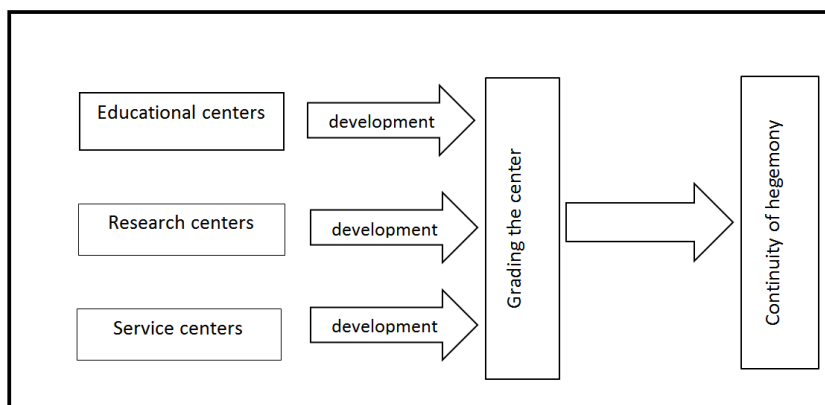 Educational centers
development
Research centers
development
Service centers
development
Grading the center
Continuity of hegemony